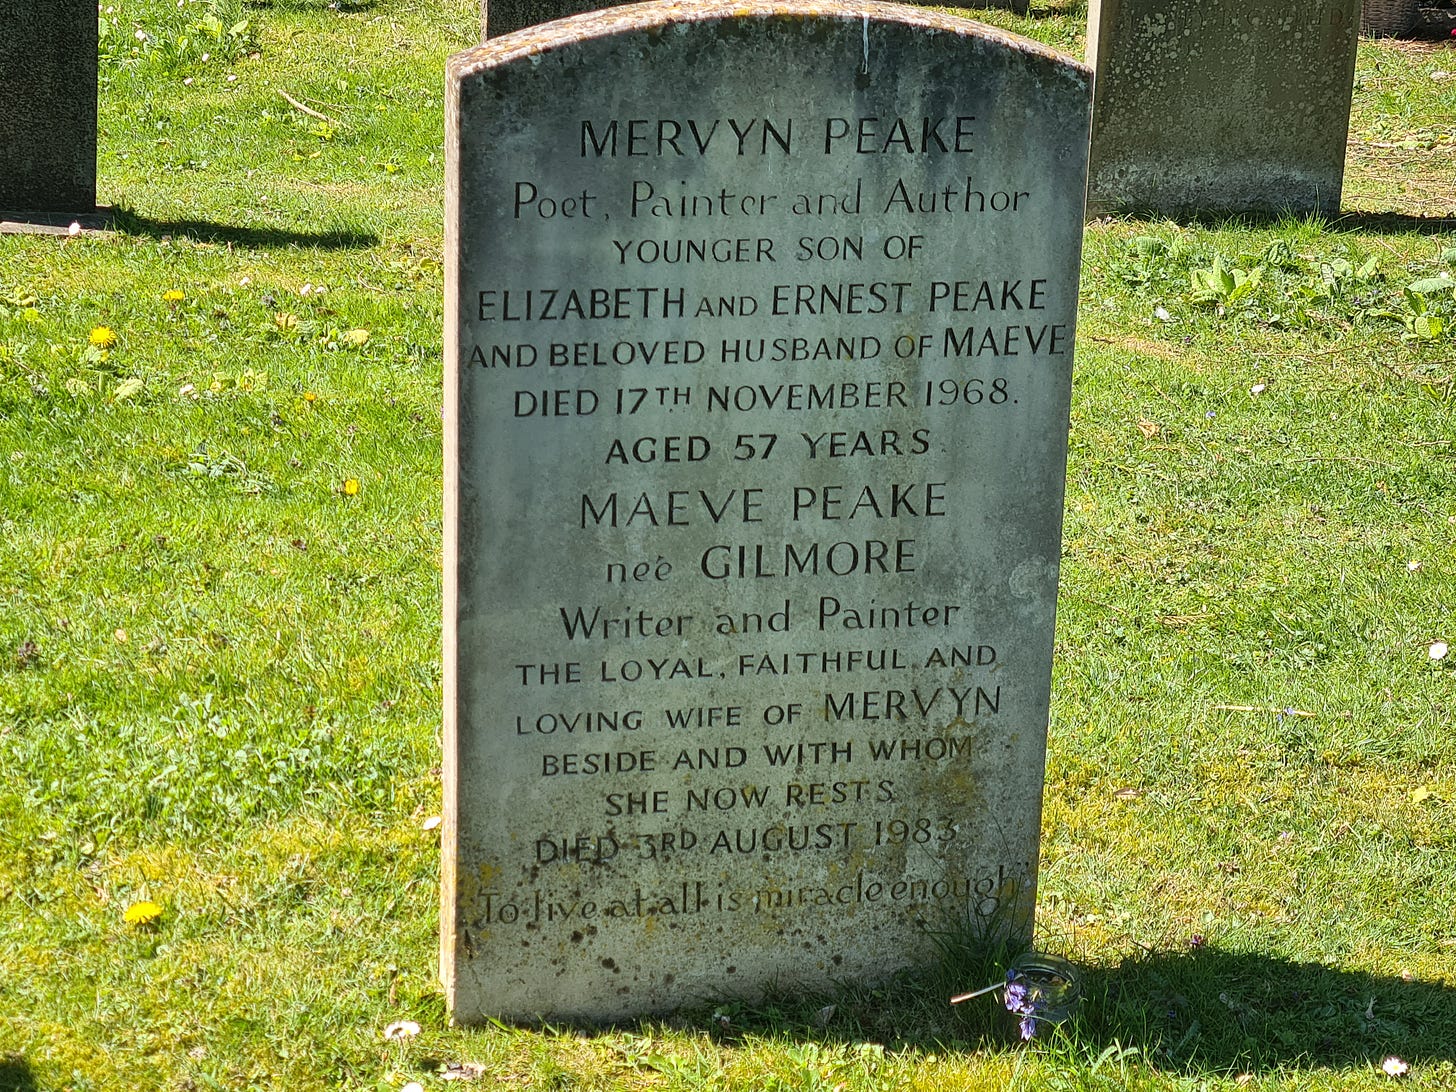 MERVYN PEAKE
Poet, Painter and Author
YOUNGER SON OF
ELIZABETH AND ERNEST PEAKE
AND BELOVED HUSBAND OF MAEVE
DIED 17TH NOVEMBER 1968.
AGED 57 YEARS
MAEVE PEAKE
neé GILMORE
Writer and Painter
THE LOYAL, FAITHFUL, AND
LOVING WIFE OF MERVYN
BESIDE AND WITH WHOM
SHE NOW RESTS.
DIED 3RD AUGUST 1983.
"To live at all is miracle enough"